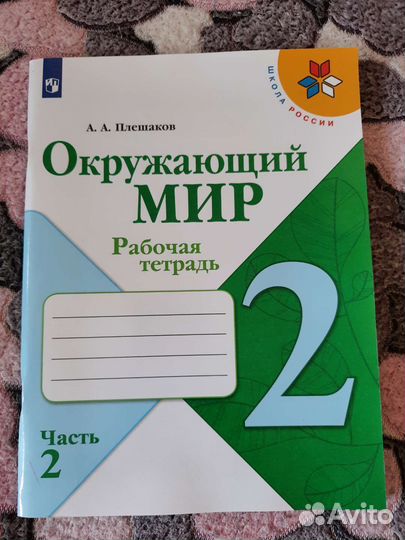 ШКОЛА РОССИИ
А. А. Плешаков
Окружающий
МИР
Рабочая
тетрадь
2
Часть
2
Avito